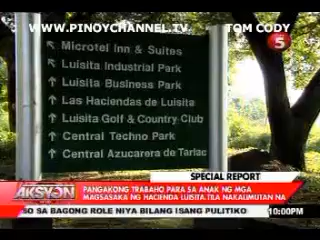 WWW.PINOYCHANNEL.TV TOM CODY
5
Microtel Inn & Suites
Luisita Industrial Park
Luisita Business Park
Las Haciendas de Luisita
Luisita Golf & Country Club
Central Techno Park
Central Azucarera de Tarlac
SPECIAL REPORT
AKSYON
PANGAKONG TRABAHO PARA SA ANAK NG MGA
MAGSASAKA NG HACIENDA LUISITA, TILA NAKALIMUTAN NA
SO SA BAGONG ROLE NIYA BILANG ISANG PULITIKO
10:00PM